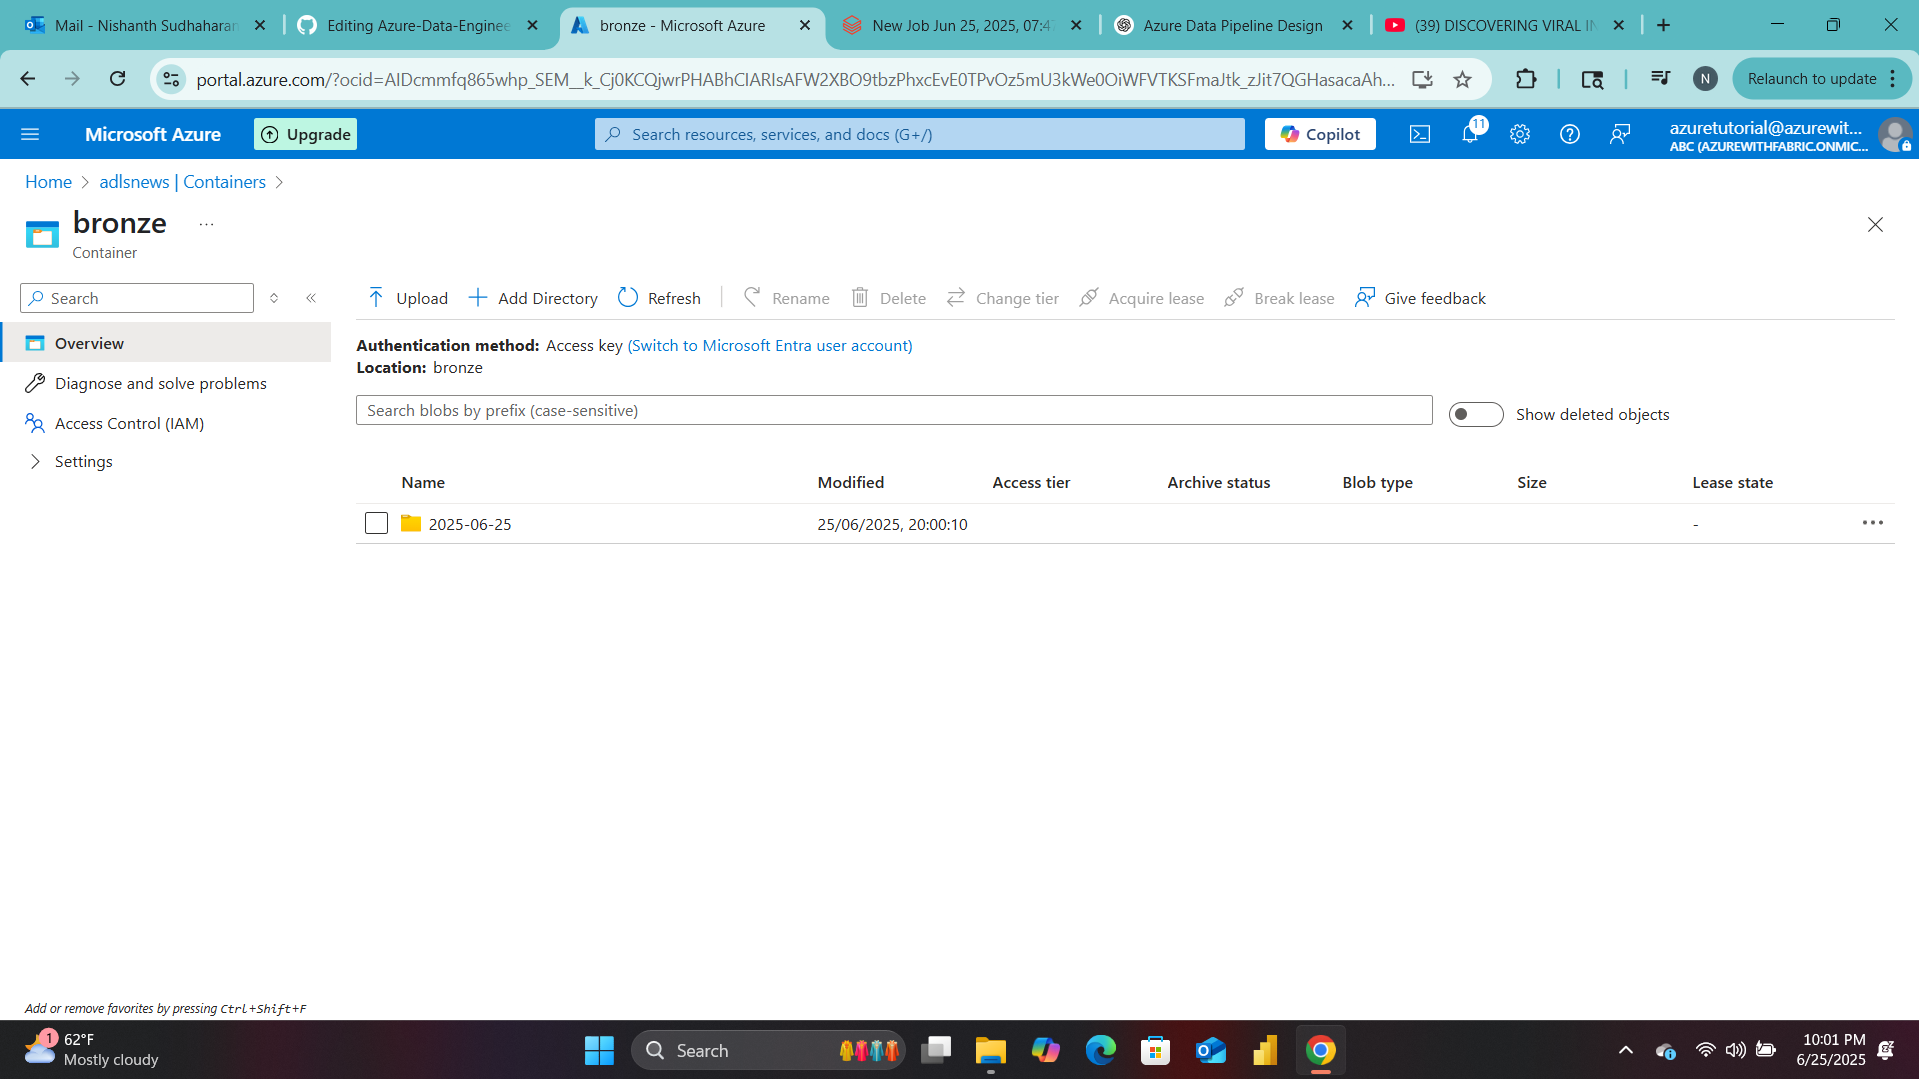 Mail - Nishanth Sudhaharan
Editing Azure-Data-Enginee
bronze - Microsoft Azure
New Job Jun 25, 2025, 07:4
Azure Data Pipeline Design
(39) DISCOVERING VIRAL IN
portal.azure.com/?ocid=AIDcmmfq865whp_SEM__k_Cj0KCQjwrPHABhCIARIsAFW2XBO9tbzPhxcEvE0TPvOz5mU3kWe0OiWFVTKSFmaJtk_zJit7QGHasacaAh...
N
Relaunch to update
Microsoft Azure
Upgrade
Search resources, services, and docs (G+/)
Copilot
11
azuretutorial@azurewit...
ABC (AZUREWITHFABRIC.ONMIC...
Home > adlsnews | Containers >
bronze
...
Container
Search
Upload
Add Directory
Refresh
Rename
Delete
Change tier
Acquire lease
Break lease
Give feedback
Overview
Diagnose and solve problems
Access Control (IAM)
Settings
Authentication method: Access key (Switch to Microsoft Entra user account)
Location: bronze
Search blobs by prefix (case-sensitive)
Show deleted objects
Name Modified Access tier Archive status Blob type Size Lease state
2025-06-25 25/06/2025, 20:00:10 - ...
Add or remove favorites by pressing Ctrl+Shift+F
1
62°F
Mostly cloudy
Search
10:01 PM
6/25/2025